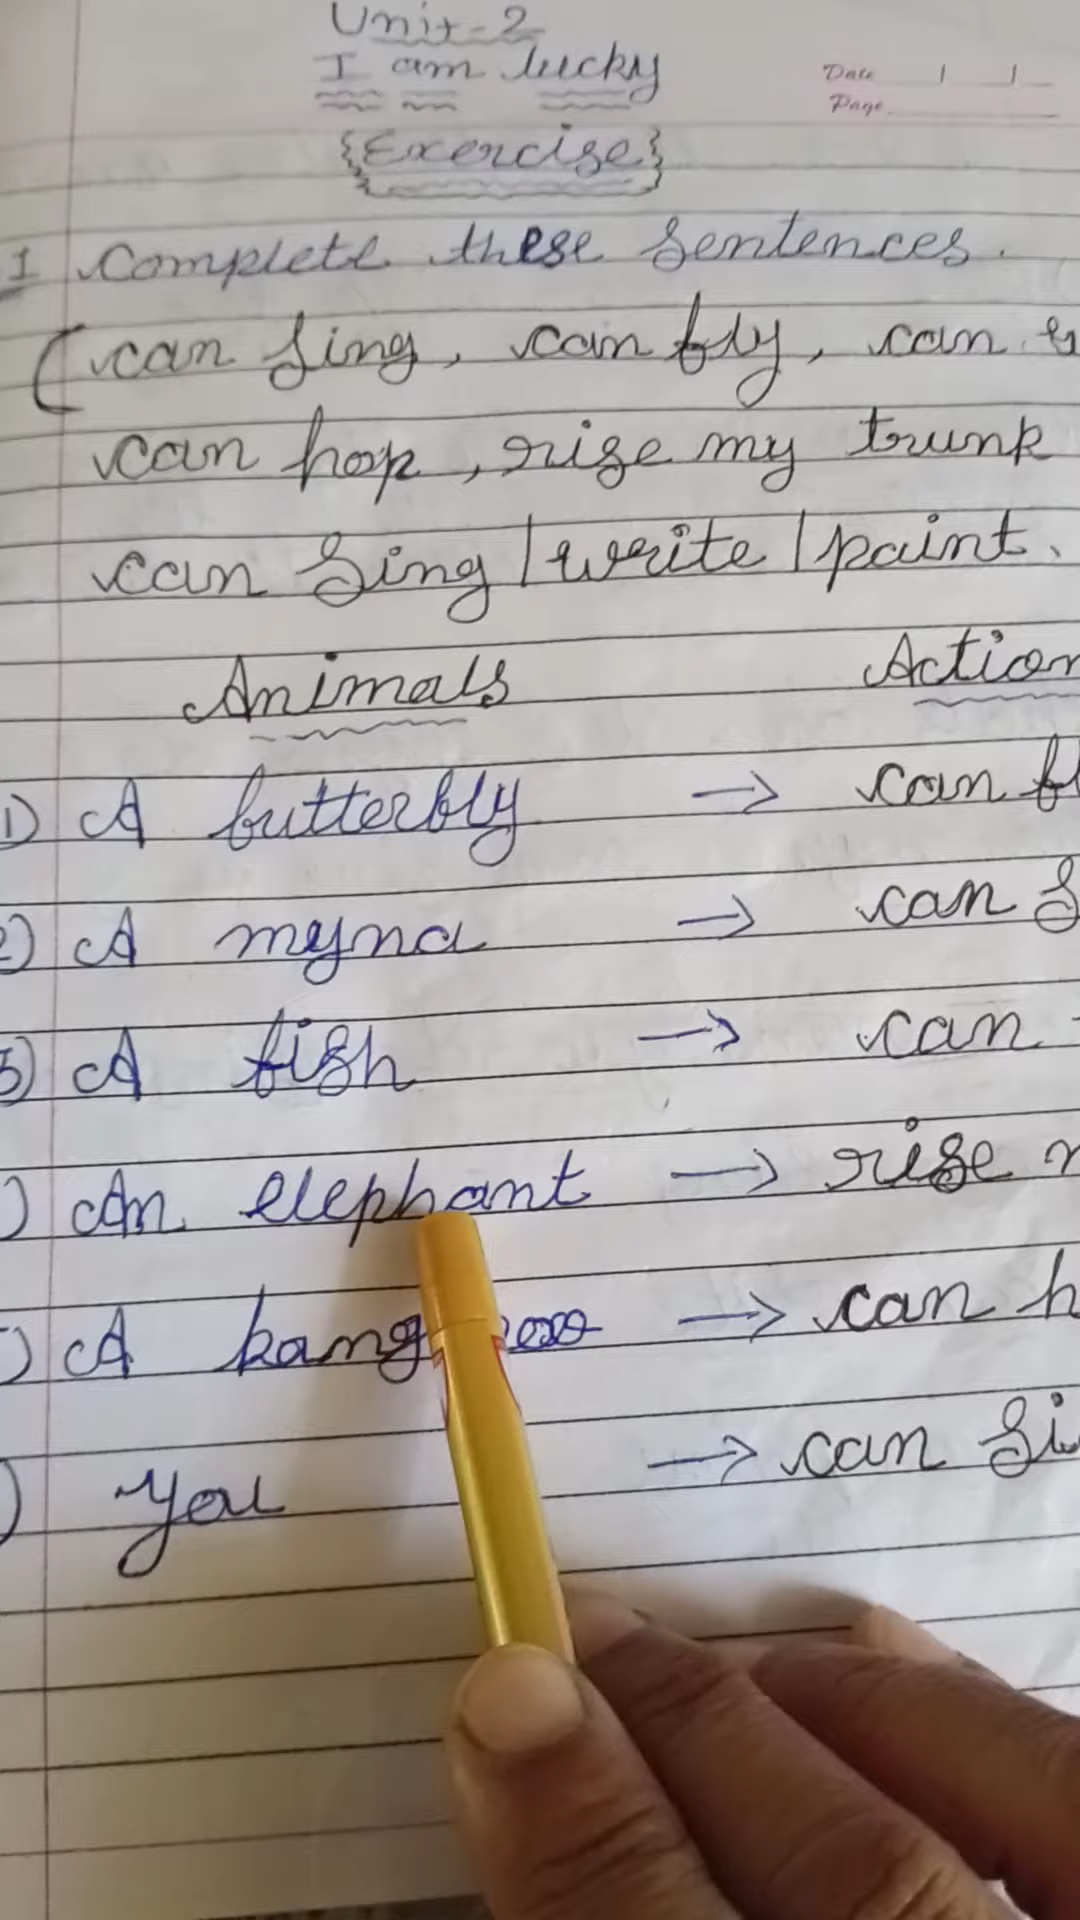 Unit-2
I am lucky
Date
Page
{Exercise}
I Complete these sentences.
(can sing, can fly, can
can hop, rise my trunk
can sing/write/paint.
Animals Action
1) A butterfly → can fl
2) A myna → can s
3) A fish → can
) An elephant → rise
) A → can h
) You → can si